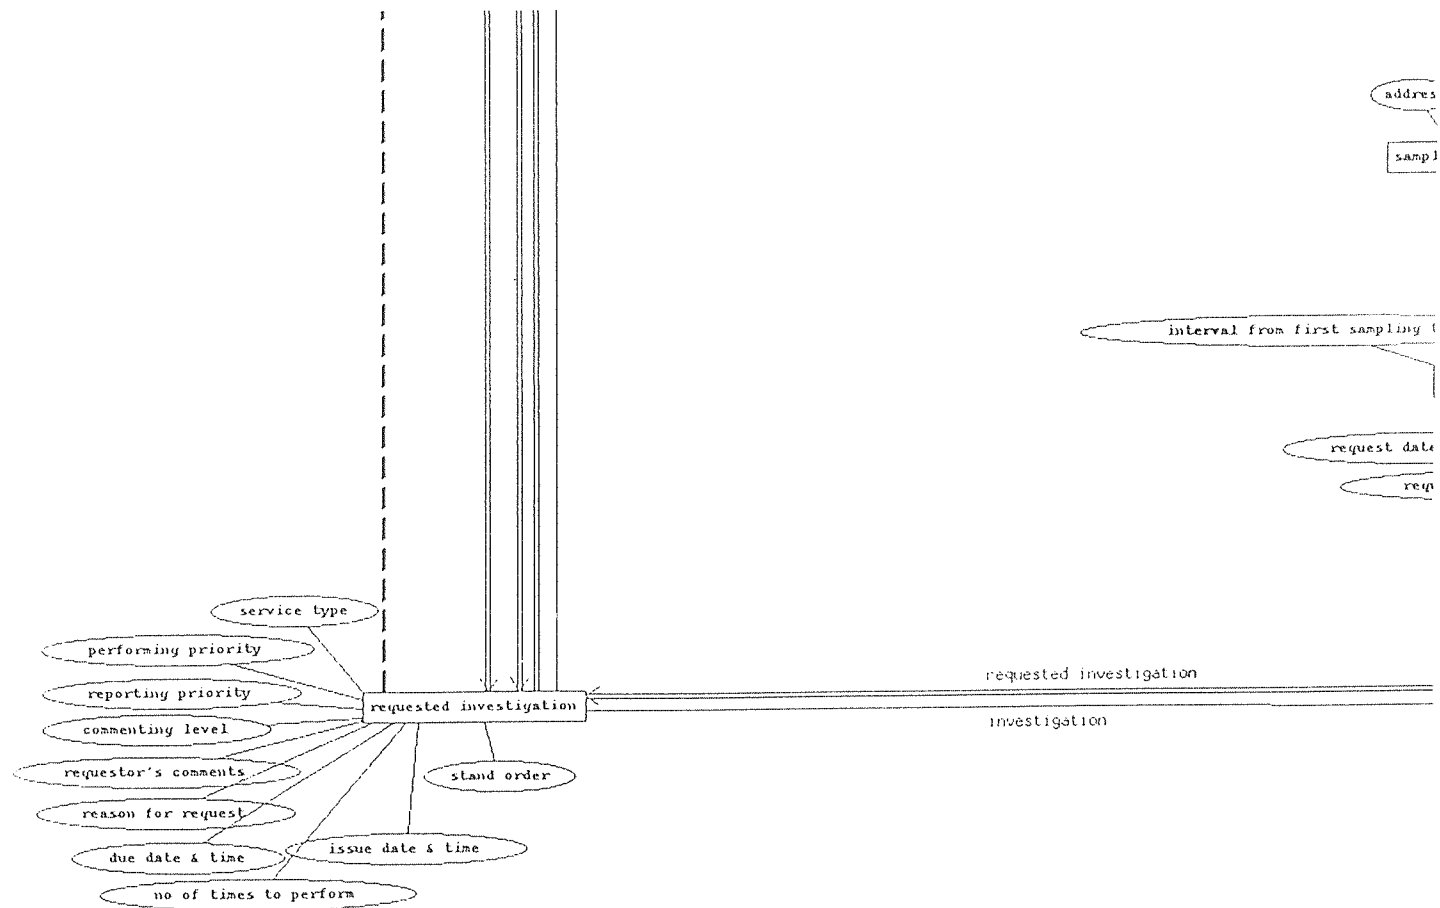 addres
sampl
interval from first sampling t
request date
requ
service type
performing priority
reporting priority
commenting level
requestor's comments
reason for request
due date & time
no of times to perform
issue date & time
stand order
requested investigation
requested investigation
investigation